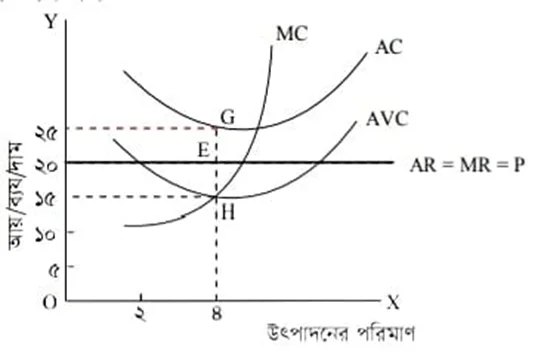 Y
MC
AC
AVC
G
২৫
E
২০
AR = MR = P
১৫
H
১০
৫
আয়/ব্যয়/দাম
O
২
৪
X
উৎপাদনের পরিমাণ